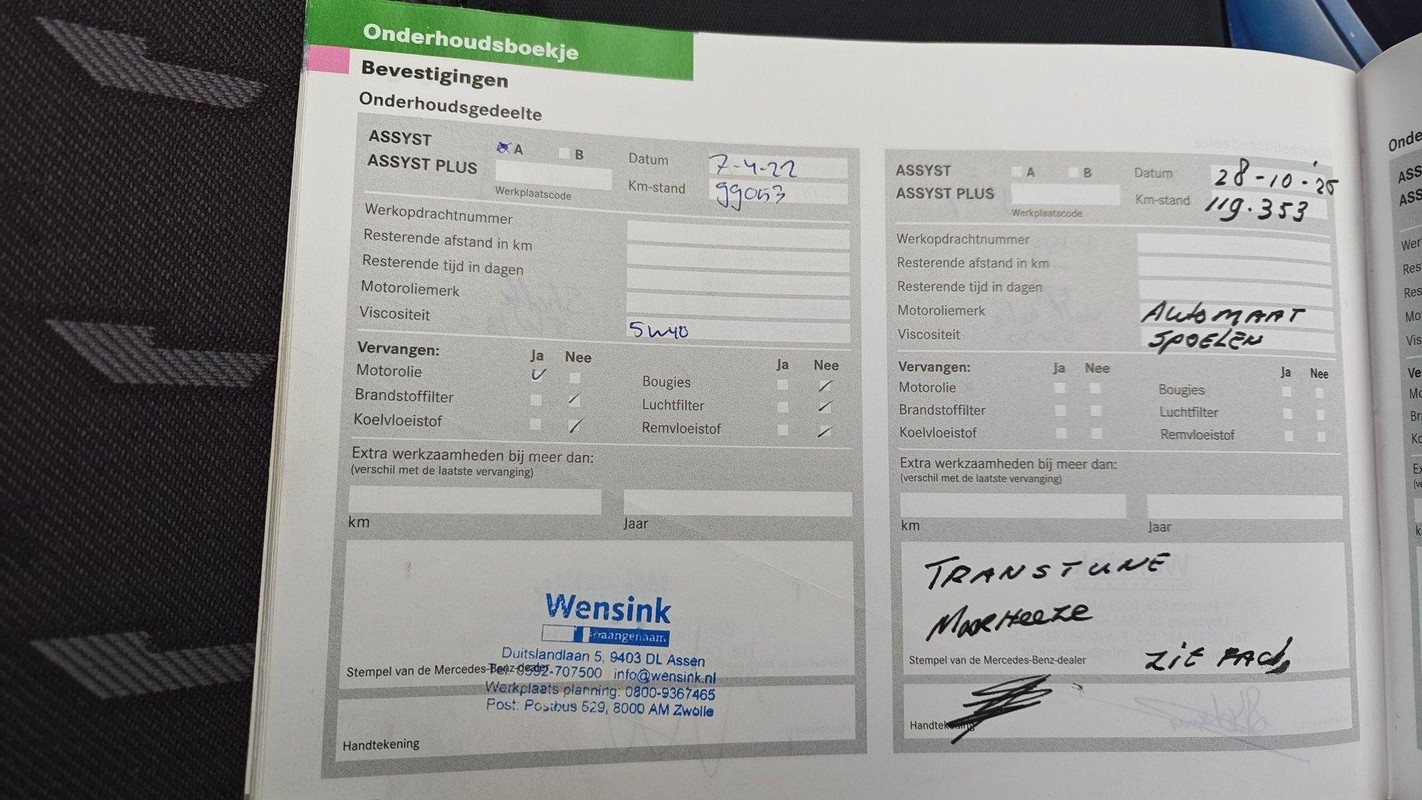 Onderhoudsboekje
Bevestigingen
Onderhoudsgedeelte
ASSYST
A
B
ASSYST PLUS
Werkplaatscode
Datum
7-4-22
Km-stand
99053
Werkopdrachtnummer
Resterende afstand in km
Resterende tijd in dagen
Motoroliemerk
Viscositeit
5w40
Vervangen:
Ja Nee
Ja Nee
Motorolie
Bougies
Brandstoffilter
Luchtfilter
Koelvloeistof
Remvloeistof
Extra werkzaamheden bij meer dan:
(verschil met de laatste vervanging)
km
Jaar
Wensink
Duitslandlaan 5, 9403 DL Assen
Stempel van de Mercedes-Benz-dealer
Tel. 0592-707500 info@wensink.nl
Werkplaats planning: 0800-9367465
Post: Postbus 529, 8000 AM Zwolle
Handtekening
ASSYST
A
B
ASSYST PLUS
Werkplaatscode
Datum
28-10-25
Km-stand
119.353
Werkopdrachtnummer
Resterende afstand in km
Resterende tijd in dagen
Motoroliemerk
AUtoMAAT
Viscositeit
SPOELEN
Vervangen:
Ja Nee
Ja Nee
Motorolie
Bougies
Brandstoffilter
Luchtfilter
Koelvloeistof
Remvloeistof
Extra werkzaamheden bij meer dan:
(verschil met de laatste vervanging)
km
Jaar
TRANSTUNE
Stempel van de Mercedes-Benz-dealer
Handtekening